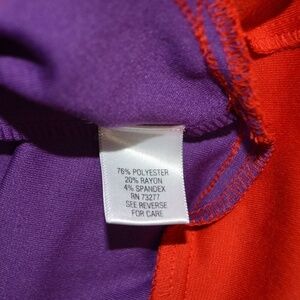 76% POLYESTER
20% RAYON
4% SPANDEX
RN 73277
SEE REVERSE
FOR CARE